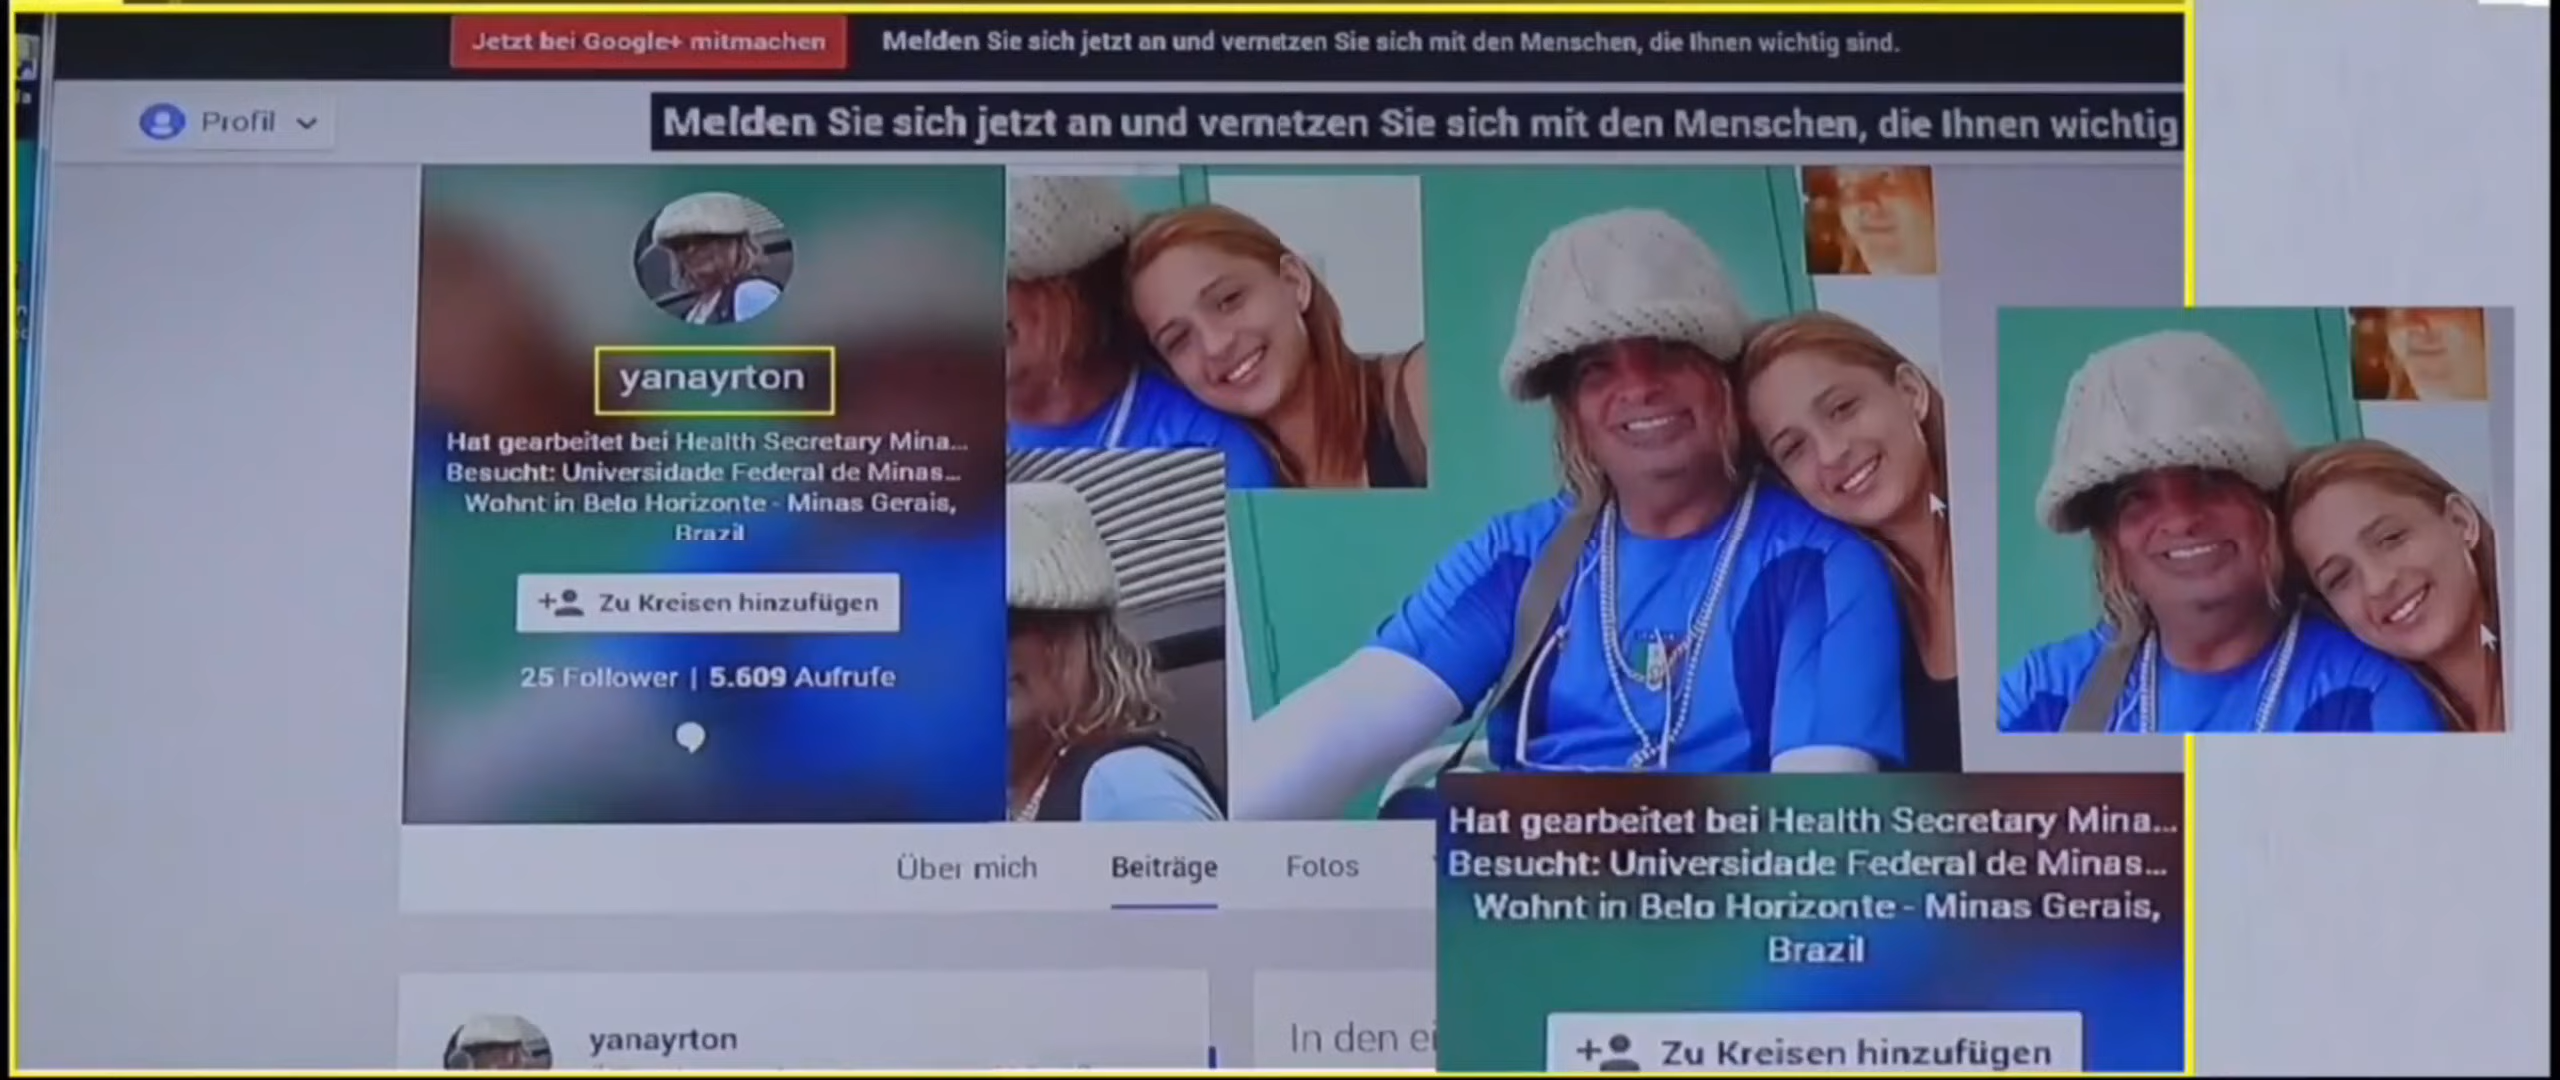 Jetzt bei Google+ mitmachen
Melden Sie sich jetzt an und vernetzen Sie sich mit den Menschen, die Ihnen wichtig sind.
Profil
Melden Sie sich jetzt an und vernetzen Sie sich mit den Menschen, die Ihnen wichtig
yanayrton
Hat gearbeitet bei Health Secretary Mina...
Besucht: Universidade Federal de Minas...
Wohnt in Belo Horizonte - Minas Gerais,
Brazil
Zu Kreisen hinzufügen
25 Follower | 5.609 Aufrufe
Über mich
Beiträge
Fotos
Hat gearbeitet bei Health Secretary Mina...
Besucht: Universidade Federal de Minas...
Wohnt in Belo Horizonte - Minas Gerais,
Brazil
Zu Kreisen hinzufügen
yanayrton
In den ei